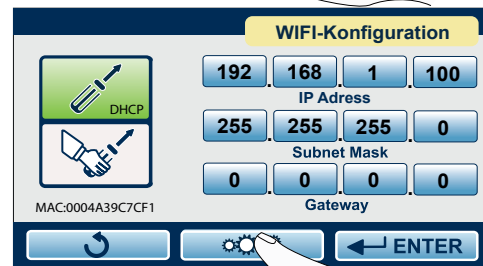 WIFI-Konfiguration
192 . 168 . 1 . 100
IP Adress
DHCP
255 . 255 . 255 . 0
Subnet Mask
0 . 0 . 0 . 0
Gateway
MAC:0004A39C7CF1
ENTER